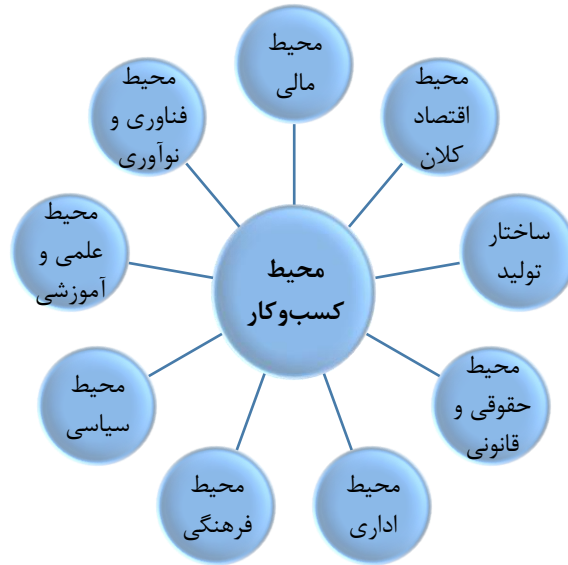 محیط
کسب‌وکار
محیط
مالی
محیط
اقتصاد
کلان
ساختار
تولید
محیط
حقوقی و
قانونی
محیط
اداری
محیط
فرهنگی
محیط
سیاسی
محیط
علمی و
آموزشی
محیط
فناوری و
نوآوری